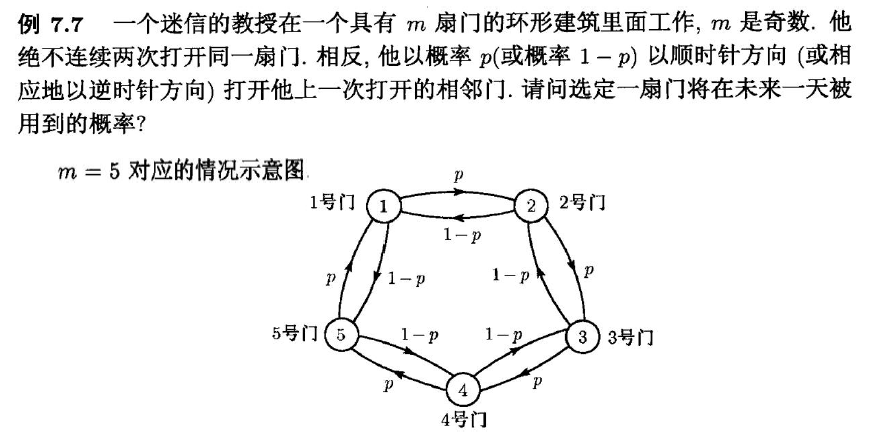 例 7.7 一个迷信的教授在一个具有 m 扇门的环形建筑里面工作, m 是奇数. 他
绝不连续两次打开同一扇门. 相反, 他以概率 p(或概率 1 − p) 以顺时针方向 (或相
应地以逆时针方向) 打开他上一次打开的相邻门. 请问选定一扇门将在未来一天被
用到的概率?
m = 5 对应的情况示意图.
p
1号门 1 2 2号门
1−p
p 1−p 1−p p
5号门 5 1−p 1−p 3 3号门
p 4 p
4号门